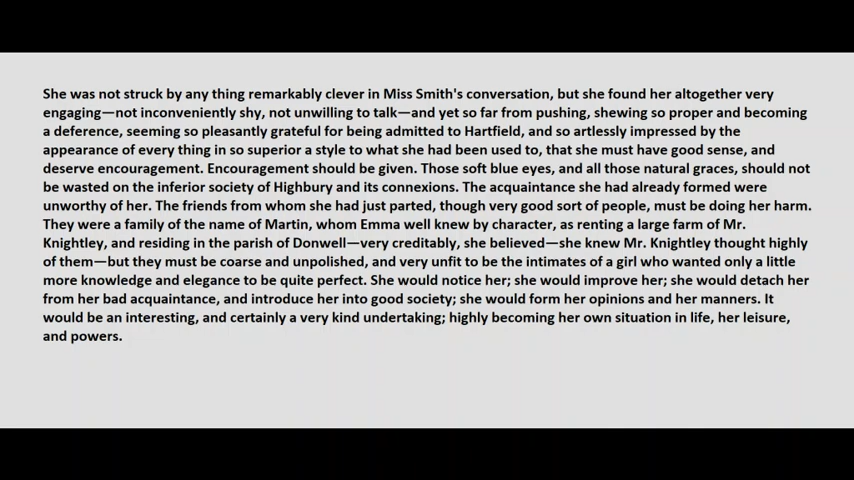 She was not struck by any thing remarkably clever in Miss Smith's conversation, but she found her altogether very
engaging—not inconveniently shy, not unwilling to talk—and yet so far from pushing, shewing so proper and becoming
a deference, seeming so pleasantly grateful for being admitted to Hartfield, and so artlessly impressed by the
appearance of every thing in so superior a style to what she had been used to, that she must have good sense, and
deserve encouragement. Encouragement should be given. Those soft blue eyes, and all those natural graces, should not
be wasted on the inferior society of Highbury and its connexions. The acquaintance she had already formed were
unworthy of her. The friends from whom she had just parted, though very good sort of people, must be doing her harm.
They were a family of the name of Martin, whom Emma well knew by character, as renting a large farm of Mr.
Knightley, and residing in the parish of Donwell—very creditably, she believed—she knew Mr. Knightley thought highly
of them—but they must be coarse and unpolished, and very unfit to be the intimates of a girl who wanted only a little
more knowledge and elegance to be quite perfect. She would notice her; she would improve her; she would detach her
from her bad acquaintance, and introduce her into good society; she would form her opinions and her manners. It
would be an interesting, and certainly a very kind undertaking; highly becoming her own situation in life, her leisure,
and powers.